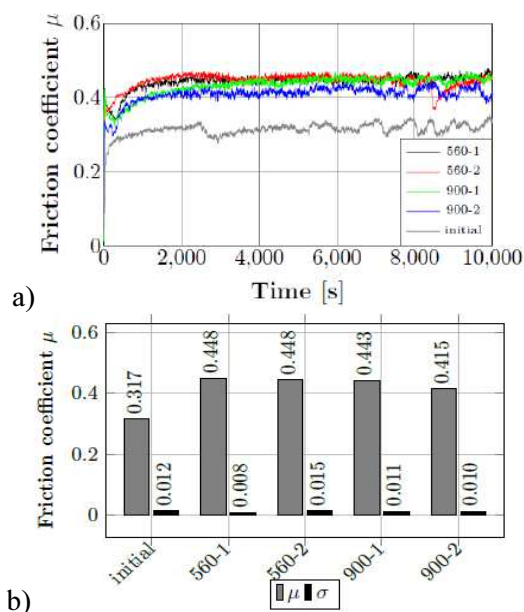 0.6
0.4
0.2
0
Friction coefficient μ
0 2,000 4,000 6,000 8,000 10,000
Time [s]
560-1
560-2
900-1
900-2
initial
a)
0.6
0.4
0.2
0
Friction coefficient μ
0.317 0.012 0.448 0.008 0.448 0.015 0.443 0.011 0.415 0.010
initial 560-1 560-2 900-1 900-2
μ σ
b)